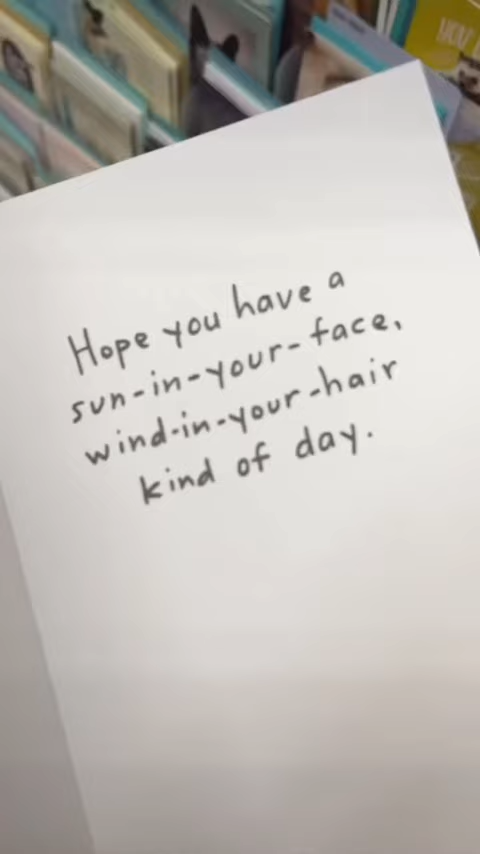 Hope you have a
sun-in-your-face,
wind-in-your-hair
kind of day.